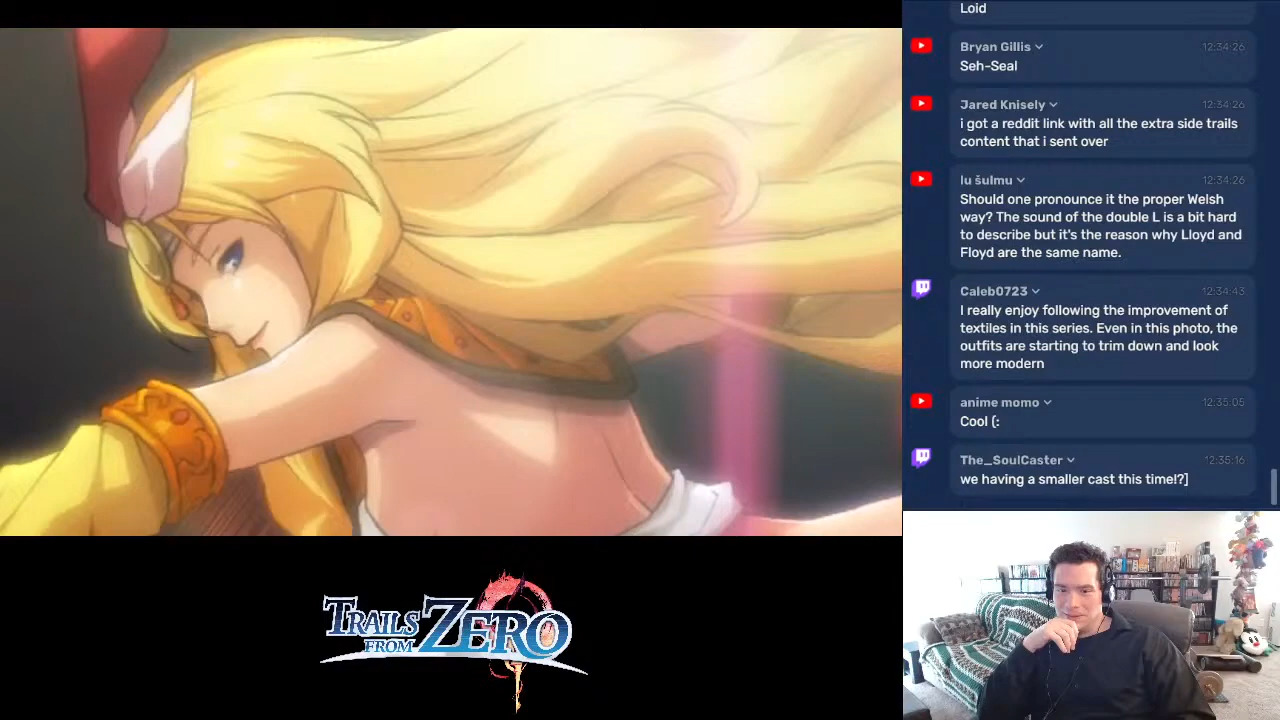 Loid
Bryan Gillis
12:34:26
Seh-Seal
Jared Knisely
12:34:26
i got a reddit link with all the extra side trails
content that i sent over
lu šulmu
12:34:26
Should one pronounce it the proper Welsh
way? The sound of the double L is a bit hard
to describe but it's the reason why Lloyd and
Floyd are the same name.
Caleb0723
12:34:43
I really enjoy following the improvement of
textiles in this series. Even in this photo, the
outfits are starting to trim down and look
more modern
anime momo
12:35:05
Cool (:
The_SoulCaster
12:35:16
we having a smaller cast this time!?]
TRAILS
FROM ZERO